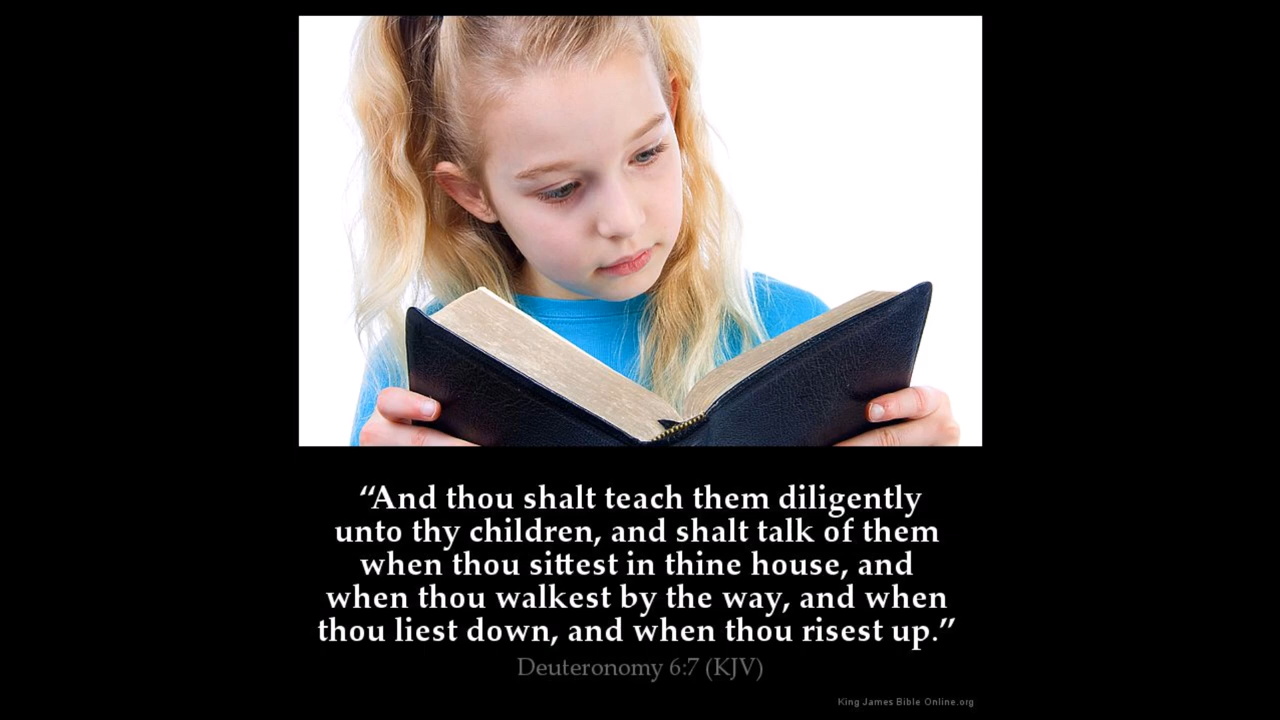 “And thou shalt teach them diligently
unto thy children, and shalt talk of them
when thou sittest in thine house, and
when thou walkest by the way, and when
thou liest down, and when thou risest up.”
Deuteronomy 6:7 (KJV)
King James Bible Online.org